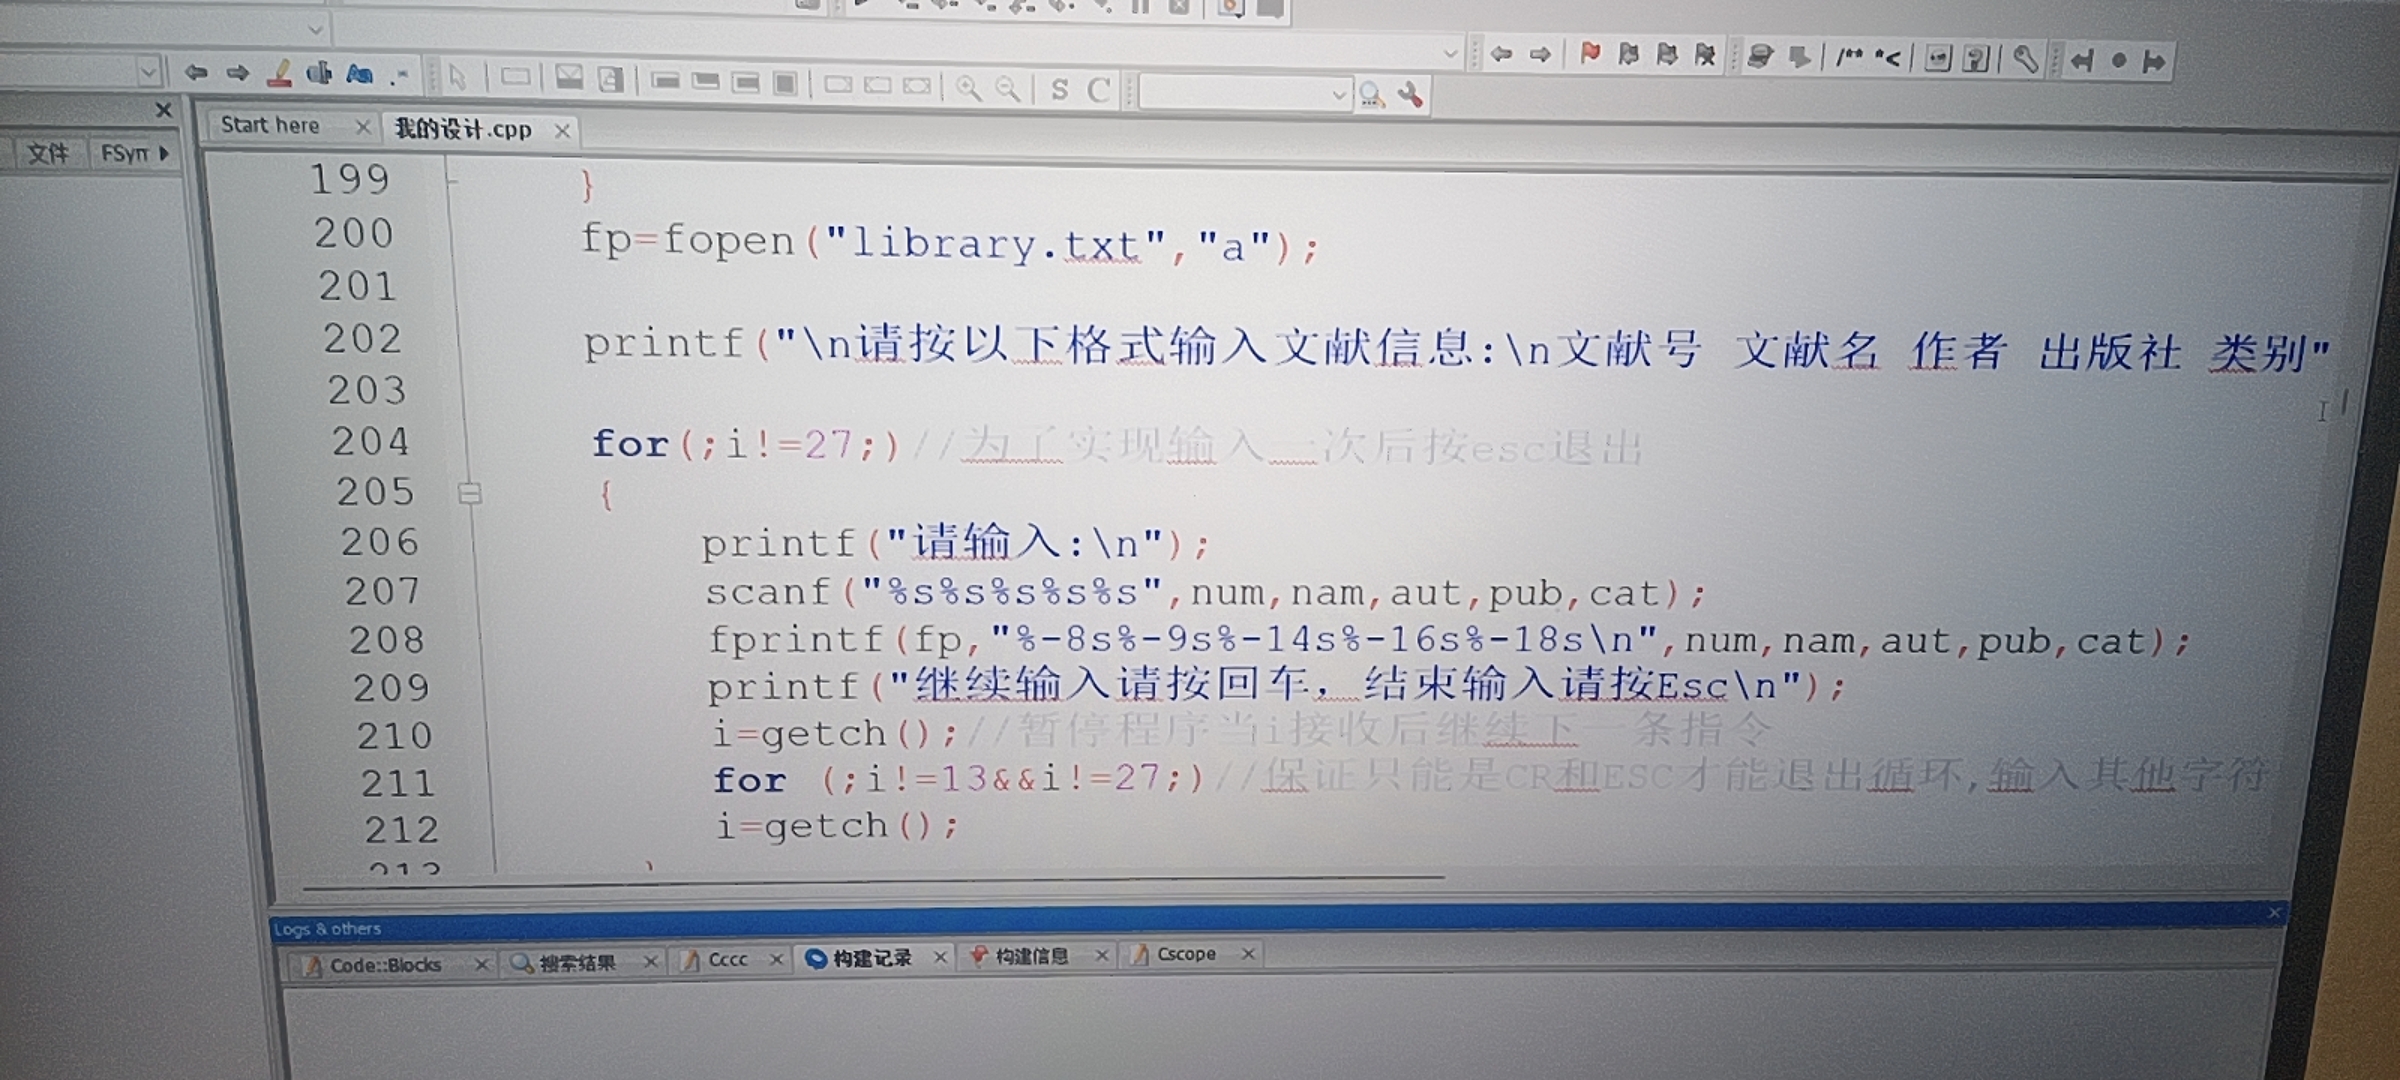 /** *<
S C
Start here 我的设计.cpp
文件 FSyn
199 }
200 fp=fopen("library.txt","a");
201
202 printf("\n请按以下格式输入文献信息:\n文献号 文献名 作者 出版社 类别"
203
204 for(;i!=27;)//为了实现输入一次后按esc退出
205 {
206 printf("请输入:\n");
207 scanf("%s%s%s%s%s",num,nam,aut,pub,cat);
208 fprintf(fp,"%-8s%-9s%-14s%-16s%-18s\n",num,nam,aut,pub,cat);
209 printf("继续输入请按回车，结束输入请按Esc\n");
210 i=getch();//暂停程序当i接收后继续下一条指令
211 for (;i!=13&&i!=27;)//保证只能是CR和ESC才能退出循环,输入其他字符
212 i=getch();
213
Logs & others
Code::Blocks 搜索结果 Cccc 构建记录 构建信息 Cscope